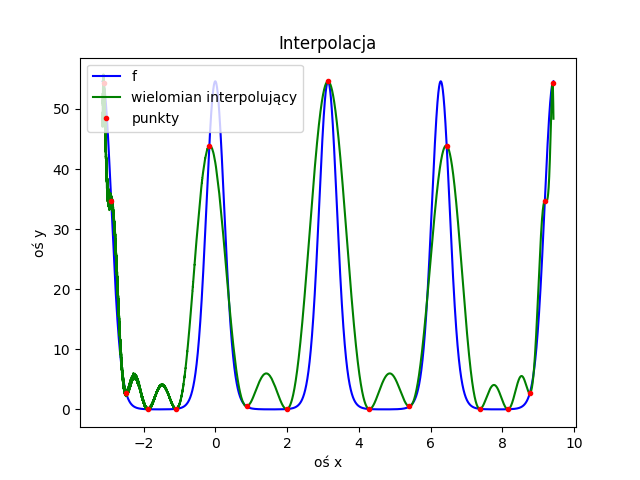 Interpolacja
f
wielomian interpolujący
punkty
50
40
30
20
10
0
oś y
−2
0
2
4
6
8
10
oś x